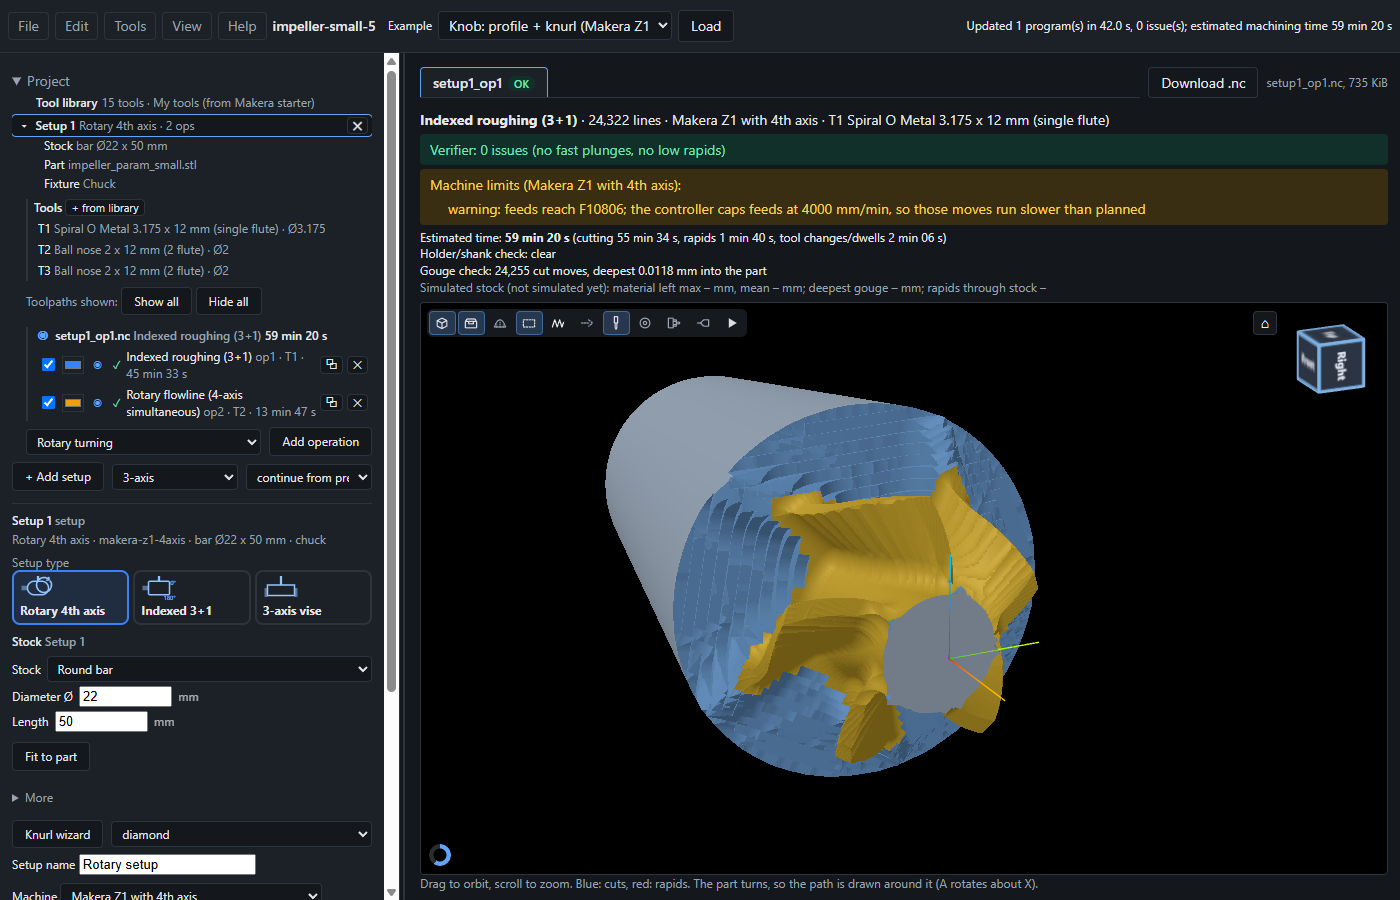 File
Edit
Tools
View
Help
impeller-small-5
Example
Knob: profile + knurl (Makera Z1
Load
Updated 1 program(s) in 42.0 s, 0 issue(s); estimated machining time 59 min 20 s
Project
Tool library 15 tools · My tools (from Makera starter)
Setup 1 Rotary 4th axis · 2 ops
Stock bar Ø22 x 50 mm
Part impeller_param_small.stl
Fixture Chuck
Tools + from library
T1 Spiral O Metal 3.175 x 12 mm (single flute) · Ø3.175
T2 Ball nose 2 x 12 mm (2 flute) · Ø2
T3 Ball nose 2 x 12 mm (2 flute) · Ø2
Toolpaths shown: Show all Hide all
setup1_op1.nc Indexed roughing (3+1) 59 min 20 s
Indexed roughing (3+1) op1 · T1 ·
45 min 33 s
Rotary flowline (4-axis
simultaneous) op2 · T2 · 13 min 47 s
Rotary turning
Add operation
+ Add setup
3-axis
continue from pre
Setup 1 setup
Rotary 4th axis · makera-z1-4axis · bar Ø22 x 50 mm · chuck
Setup type
Rotary 4th axis
Indexed 3+1
3-axis vise
Stock Setup 1
Stock Round bar
Diameter Ø 22 mm
Length 50 mm
Fit to part
More
Knurl wizard
diamond
Setup name Rotary setup
Machine Makera Z1 with 4th axis
setup1_op1 OK
Download .nc
setup1_op1.nc, 735 KiB
Indexed roughing (3+1) · 24,322 lines · Makera Z1 with 4th axis · T1 Spiral O Metal 3.175 x 12 mm (single flute)
Verifier: 0 issues (no fast plunges, no low rapids)
Machine limits (Makera Z1 with 4th axis):
warning: feeds reach F10806; the controller caps feeds at 4000 mm/min, so those moves run slower than planned
Estimated time: 59 min 20 s (cutting 55 min 34 s, rapids 1 min 40 s, tool changes/dwells 2 min 06 s)
Holder/shank check: clear
Gouge check: 24,255 cut moves, deepest 0.0118 mm into the part
Simulated stock (not simulated yet): material left max – mm, mean – mm; deepest gouge – mm; rapids through stock –
Right
Drag to orbit, scroll to zoom. Blue: cuts, red: rapids. The part turns, so the path is drawn around it (A rotates about X).